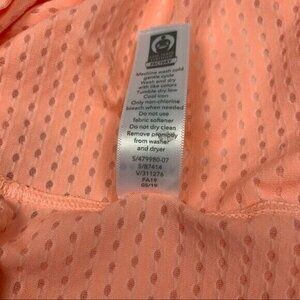 FACTORY
Machine wash cold
gentle cycle
Wash and dry
with like colors
Tumble dry low
Cool iron
Only non-chlorine
bleach when needed
Do not use
fabric softener
Do not dry clean
Remove promptly
from washer
and dryer
S/479980-07
S/87414
V/311276
FA19
05/19